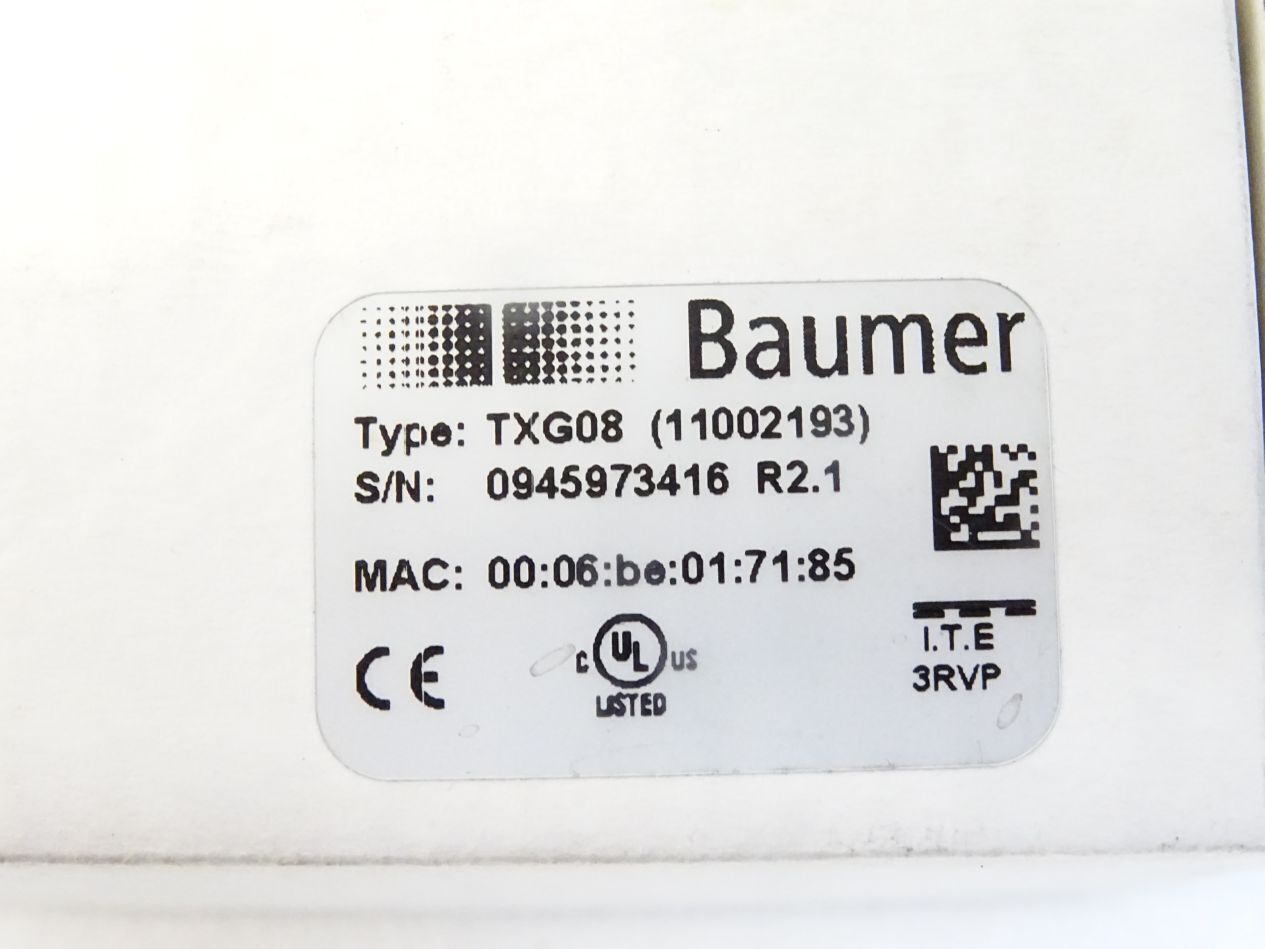 Baumer
Type: TXG08 (11002193)
S/N: 0945973416 R2.1
MAC: 00:06:be:01:71:85
CE
C UL US
LISTED
I.T.E
3RVP